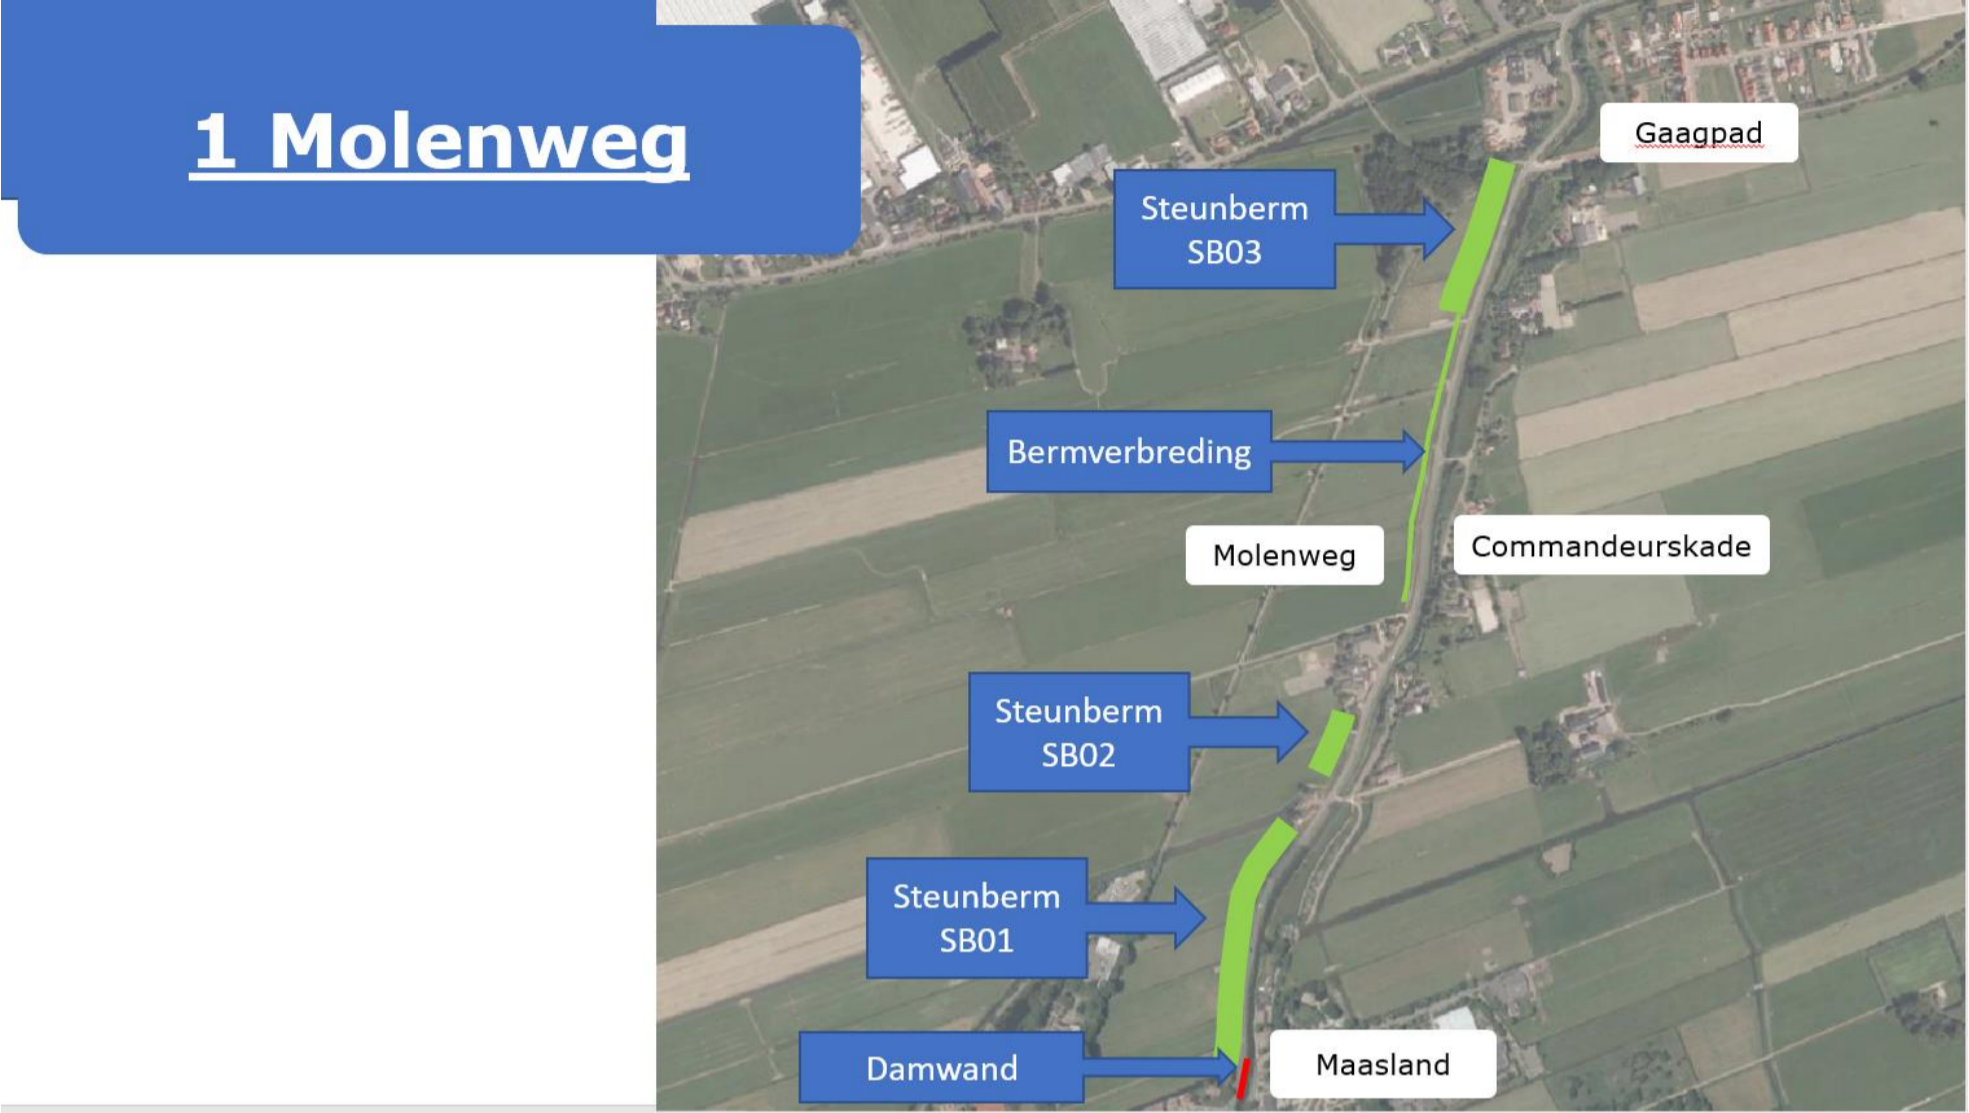 1 Molenweg
Gaagpad
Steunberm
SB03
Bermverbreding
Molenweg
Commandeurskade
Steunberm
SB02
Steunberm
SB01
Damwand
Maasland